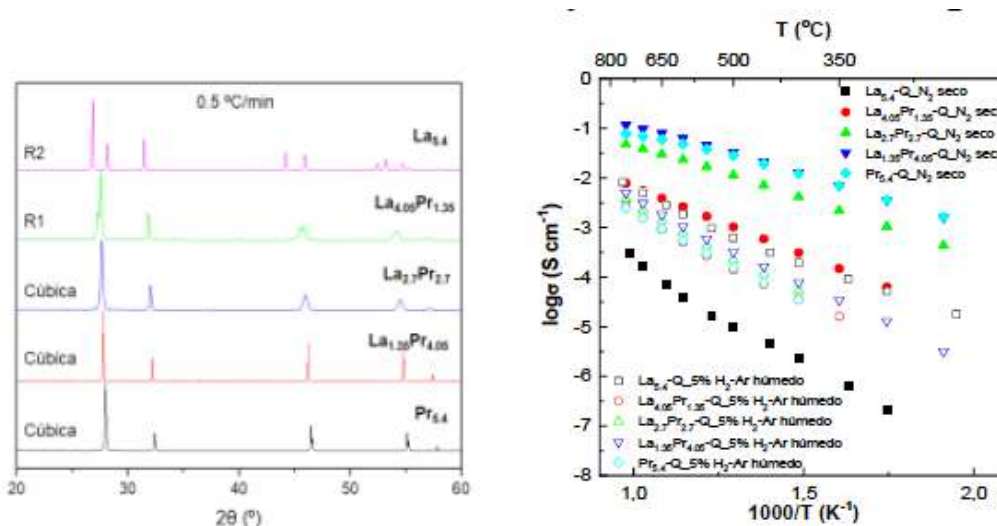 0.5 ºC/min
La5.4
R2
La4.05Pr1.35
R1
La2.7Pr2.7
Cúbica
La1.35Pr4.05
Cúbica
Pr5.4
Cúbica
20 30 40 50 60
2θ (º)
T (ºC)
800 650 500 350
La5.4-Q_N2 seco
La4.05Pr1.35-Q_N2 sec
La2.7Pr2.7-Q_N2 seco
La1.35Pr4.05-Q_N2 sec
Pr5.4-Q_N2 seco
logσ (S cm-1)
0
-1
-2
-3
-4
-5
-6
-7
-8
La5.4-Q_5% H2-Ar húmedo
La4.05Pr1.35-Q_5% H2-Ar húmedo
La2.7Pr2.7-Q_5% H2-Ar húmedo
La1.35Pr4.05-Q_5% H2-Ar húmedo
Pr5.4-Q_5% H2-Ar húmedo
1,0 1,5 2,0
1000/T (K-1)